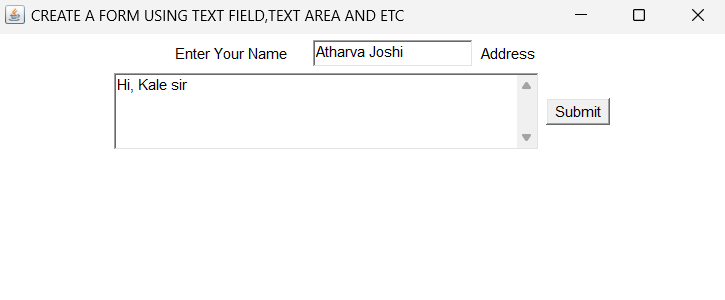 CREATE A FORM USING TEXT FIELD,TEXT AREA AND ETC
Enter Your Name Atharva Joshi Address
Hi, Kale sir
Submit